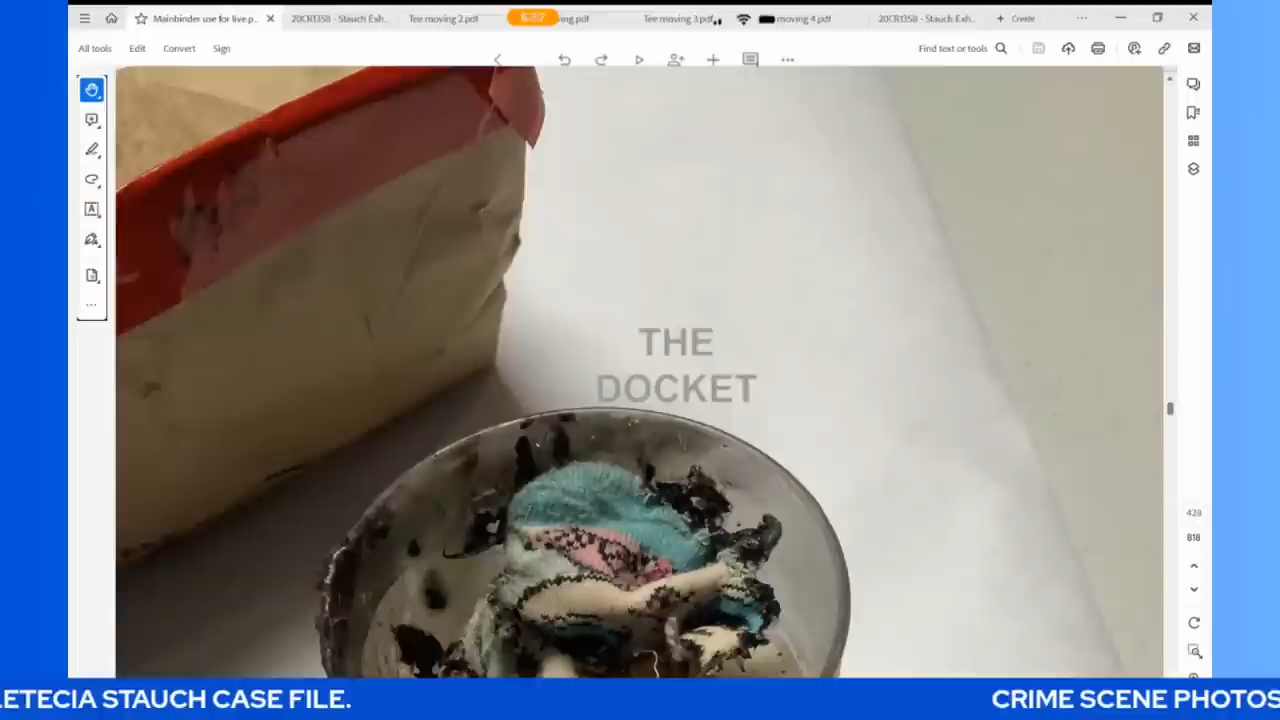 Mainbinder use for live p...
20CR1358 - Stauch Exh...
Tee moving 2.pdf
Tee moving 3.pdf
moving 4.pdf
20CR1358 - Stauch Exh...
Create
All tools
Edit
Convert
Sign
Find text or tools
THE
DOCKET
428
818
LETECIA STAUCH CASE FILE.
CRIME SCENE PHOTOS